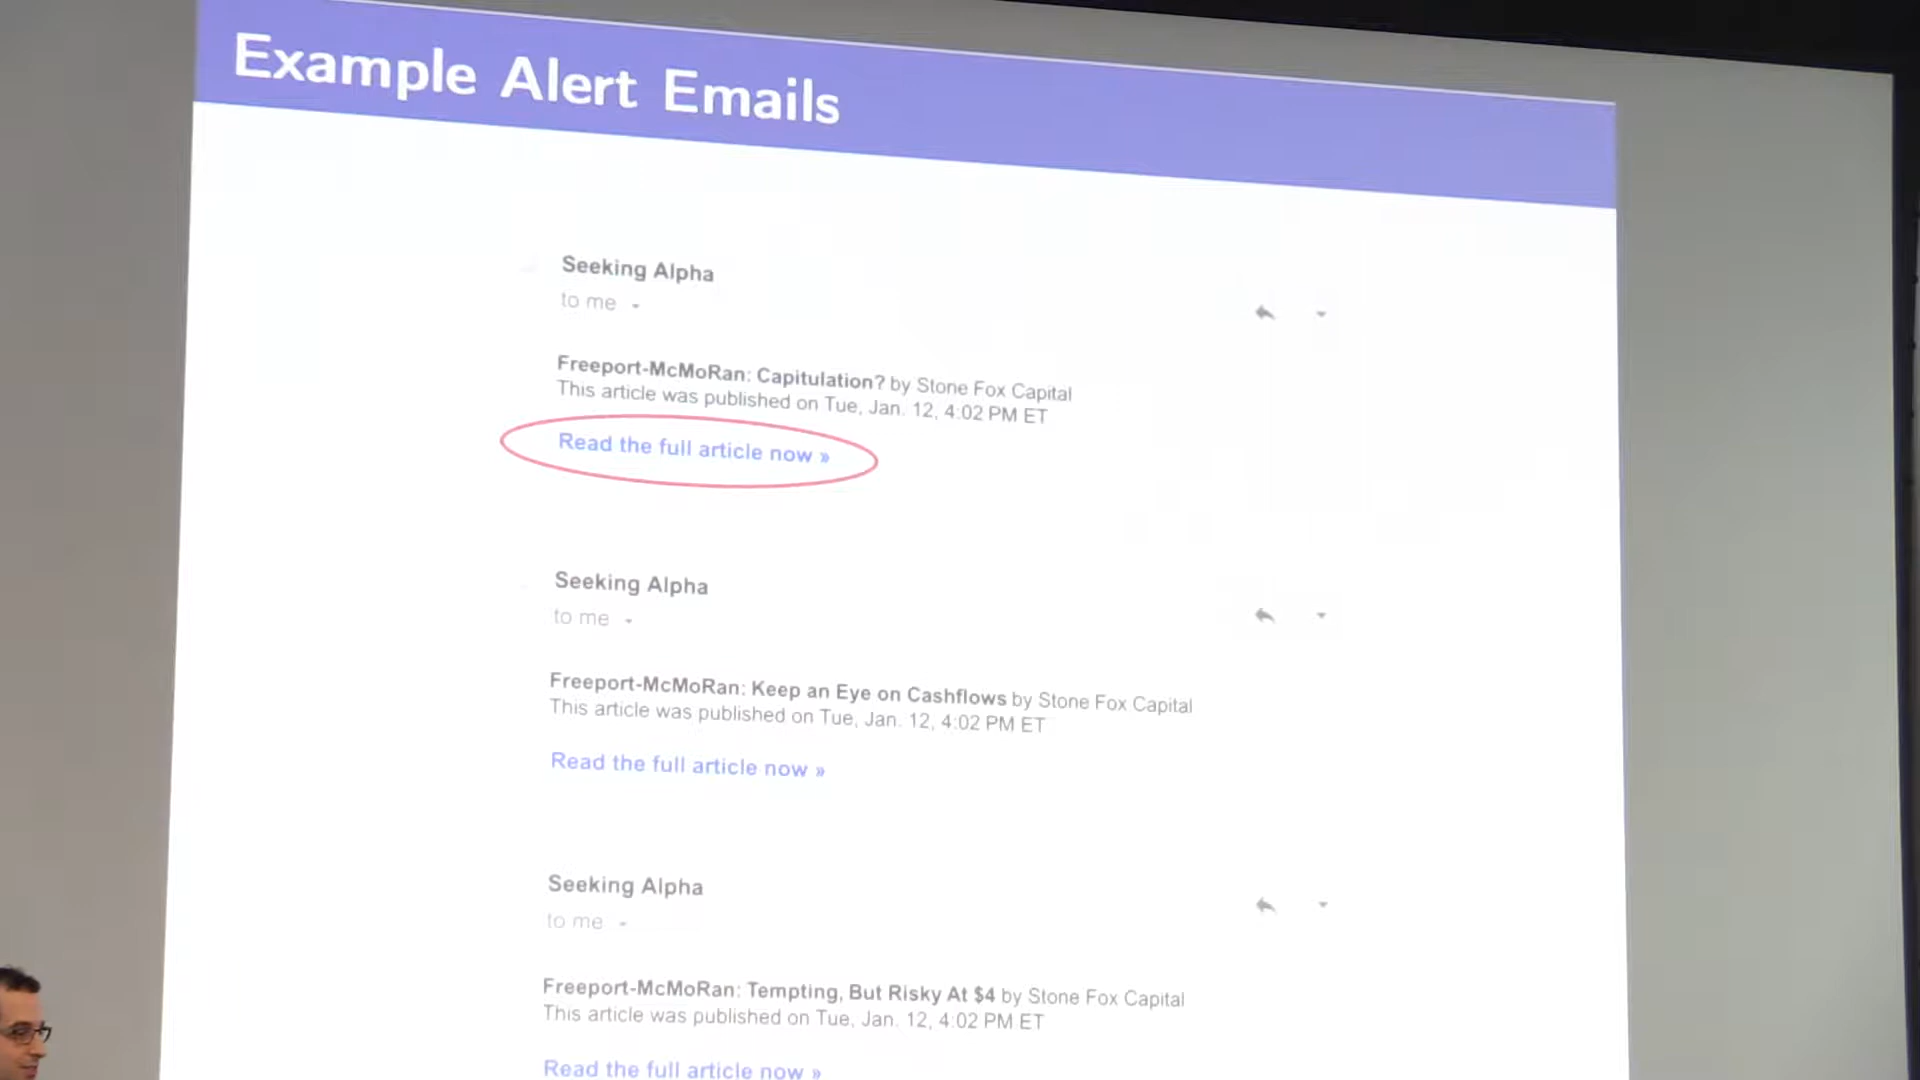 Example Alert Emails
Seeking Alpha
to me
Freeport-McMoRan: Capitulation? by Stone Fox Capital
This article was published on Tue, Jan. 12, 4:02 PM ET
Read the full article now »
Seeking Alpha
to me
Freeport-McMoRan: Keep an Eye on Cashflows by Stone Fox Capital
This article was published on Tue, Jan. 12, 4:02 PM ET
Read the full article now »
Seeking Alpha
to me
Freeport-McMoRan: Tempting, But Risky At $4 by Stone Fox Capital
This article was published on Tue, Jan. 12, 4:02 PM ET
Read the full article now »